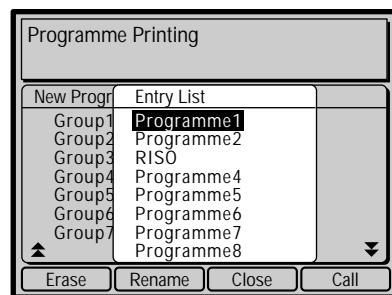 Programme Printing
New Progr
Entry List
Group1
Programme1
Group2
Programme2
Group3
RISO
Group4
Programme4
Group5
Programme5
Group6
Programme6
Group7
Programme7
Programme8
Erase
Rename
Close
Call